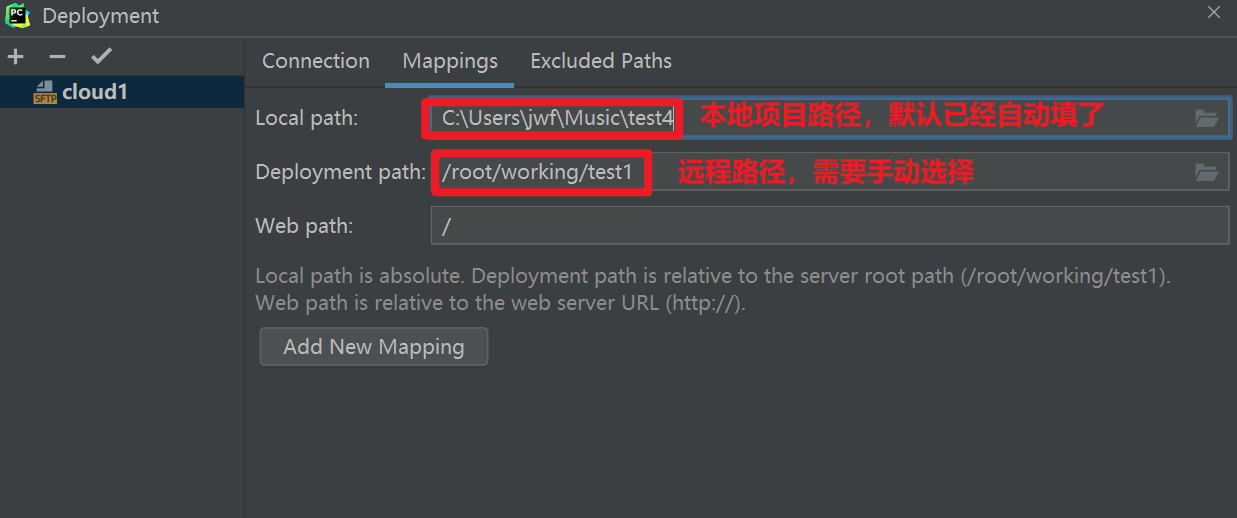 PC
Deployment
Connection Mappings Excluded Paths
SFTP cloud1
Local path: C:\Users\jwf\Music\test4 本地项目路径，默认已经自动填了
Deployment path: /root/working/test1 远程路径，需要手动选择
Web path: /
Local path is absolute. Deployment path is relative to the server root path (/root/working/test1).
Web path is relative to the web server URL (http://).
Add New Mapping